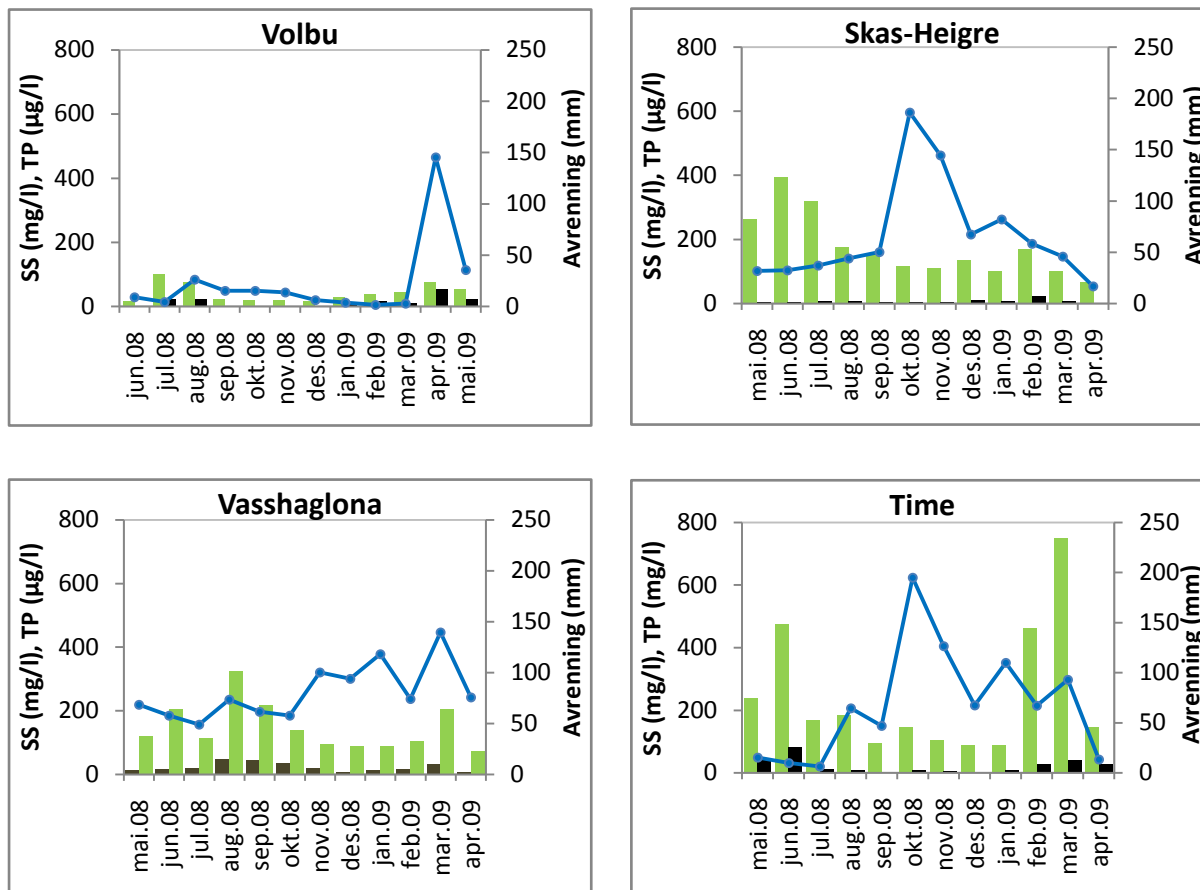 Volbu
SS (mg/l), TP (µg/l)
800
600
400
200
0
250
200
150
100
50
0
Avrenning (mm)
jun.08
jul.08
aug.08
sep.08
okt.08
nov.08
des.08
jan.09
feb.09
mar.09
apr.09
mai.09
Skas-Heigre
SS (mg/l), TP (µg/l)
800
600
400
200
0
250
200
150
100
50
0
Avrenning (mm)
mai.08
jun.08
jul.08
aug.08
sep.08
okt.08
nov.08
des.08
jan.09
feb.09
mar.09
apr.09
Vasshaglona
SS (mg/l), TP (µg/l)
800
600
400
200
0
250
200
150
100
50
0
Avrenning (mm)
mai.08
jun.08
jul.08
aug.08
sep.08
okt.08
nov.08
des.08
jan.09
feb.09
mar.09
apr.09
Time
SS (mg/l), TP (mg/l)
800
600
400
200
0
250
200
150
100
50
0
Avrenning (mm)
mai.08
jun.08
jul.08
aug.08
sep.08
okt.08
nov.08
des.08
jan.09
feb.09
mar.09
apr.09